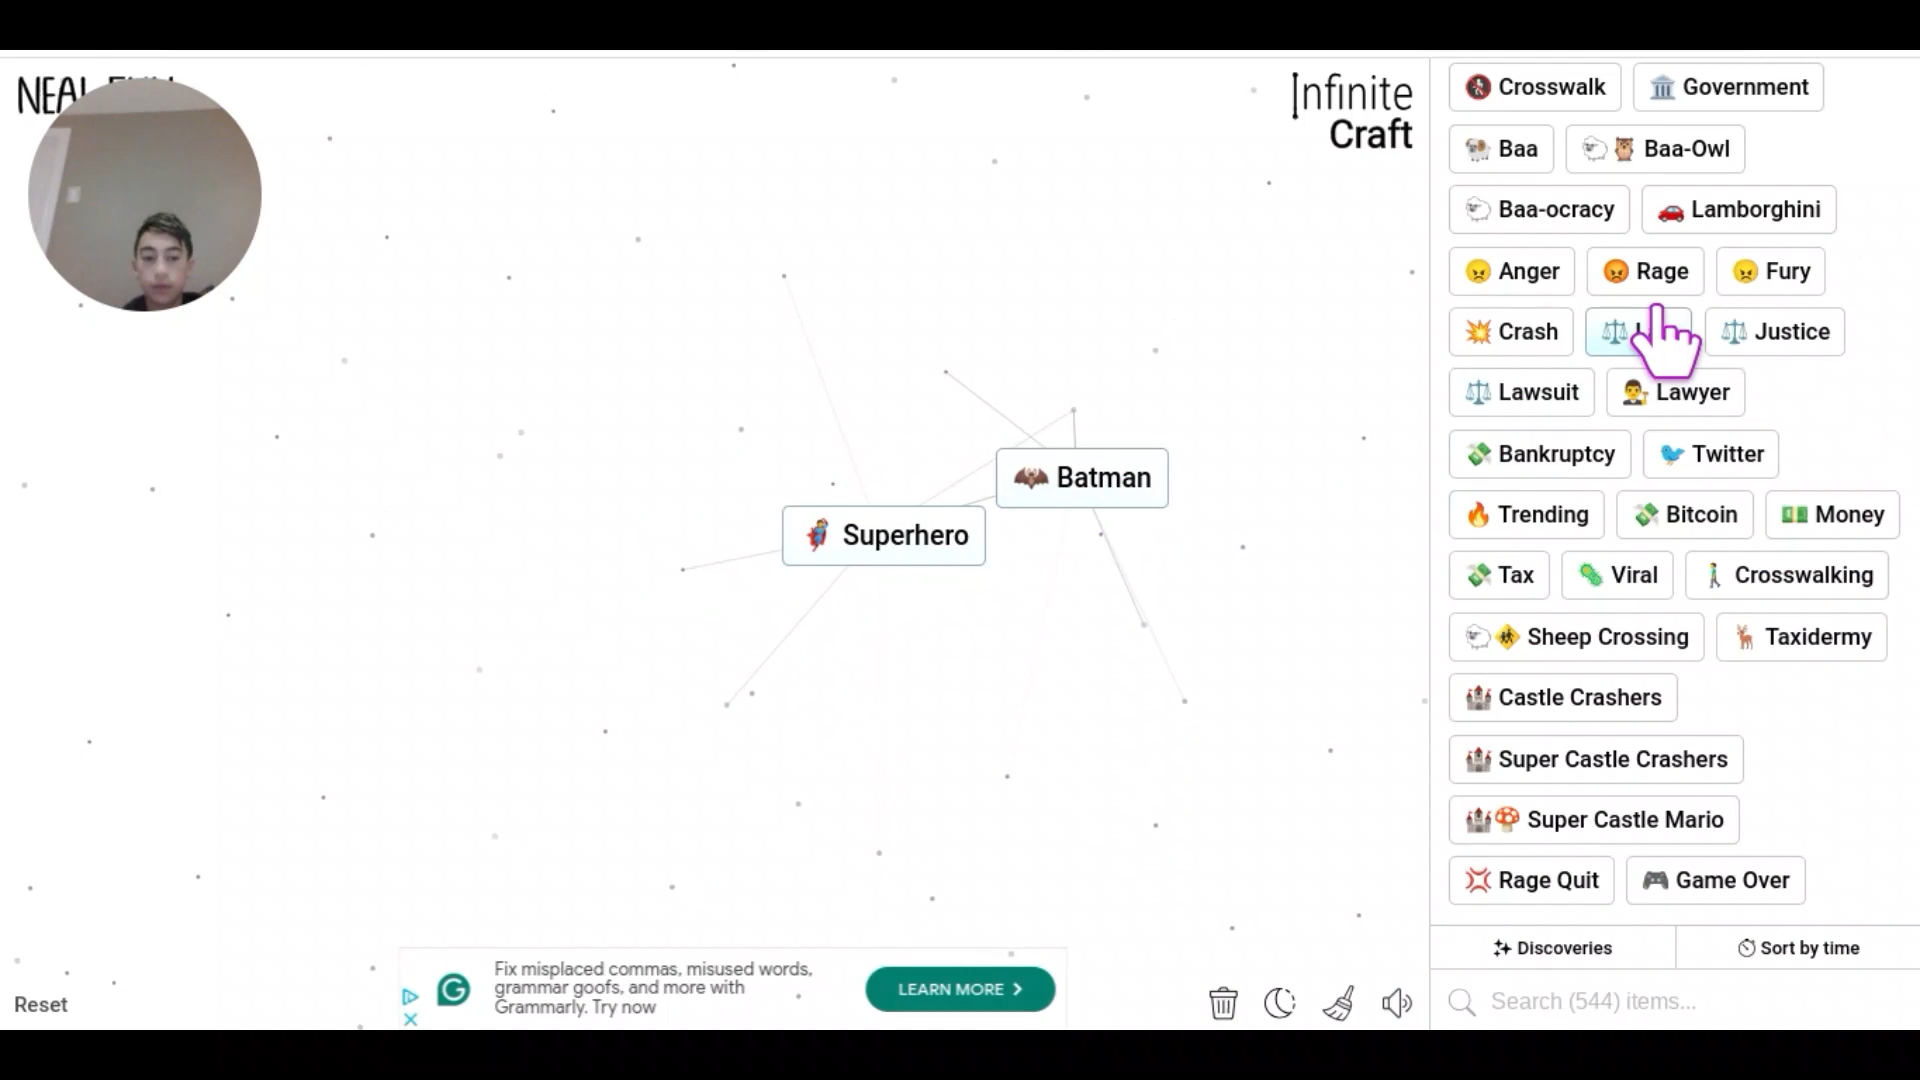 NEAL
Infinite
Craft
Crosswalk Government
Baa Baa-Owl
Baa-ocracy Lamborghini
Anger Rage Fury
Crash Justice
Lawsuit Lawyer
Bankruptcy Twitter
Trending Bitcoin Money
Tax Viral Crosswalking
Sheep Crossing Taxidermy
Castle Crashers
Super Castle Crashers
Super Castle Mario
Rage Quit Game Over
Batman
Superhero
Discoveries Sort by time
Search (544) items...
Reset
Fix misplaced commas, misused words,
grammar goofs, and more with
Grammarly. Try now
LEARN MORE